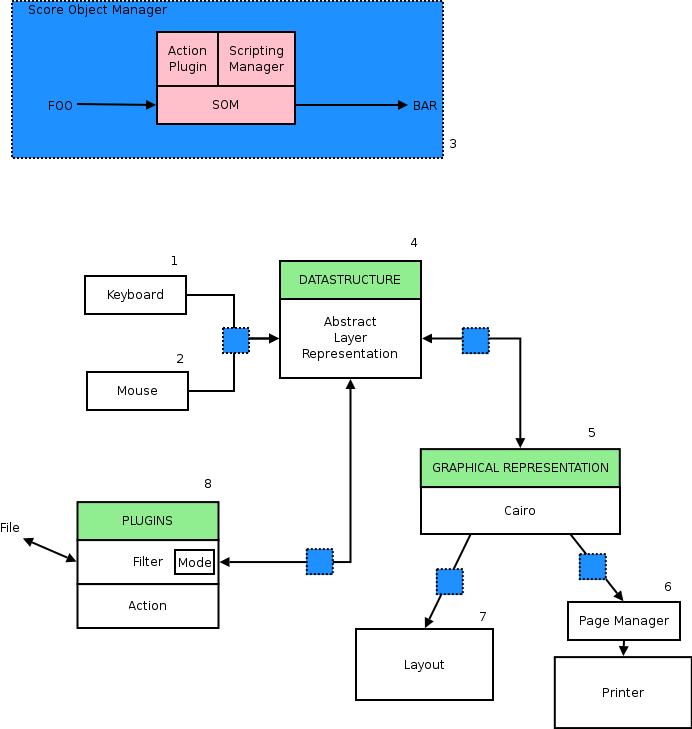 Score Object Manager
Action
Plugin
Scripting
Manager
FOO
SOM
BAR
3
4
1
Keyboard
DATASTRUCTURE
Abstract
Layer
Representation
2
Mouse
5
GRAPHICAL REPRESENTATION
Cairo
8
PLUGINS
File
Filter
Mode
Action
6
Page Manager
7
Layout
Printer